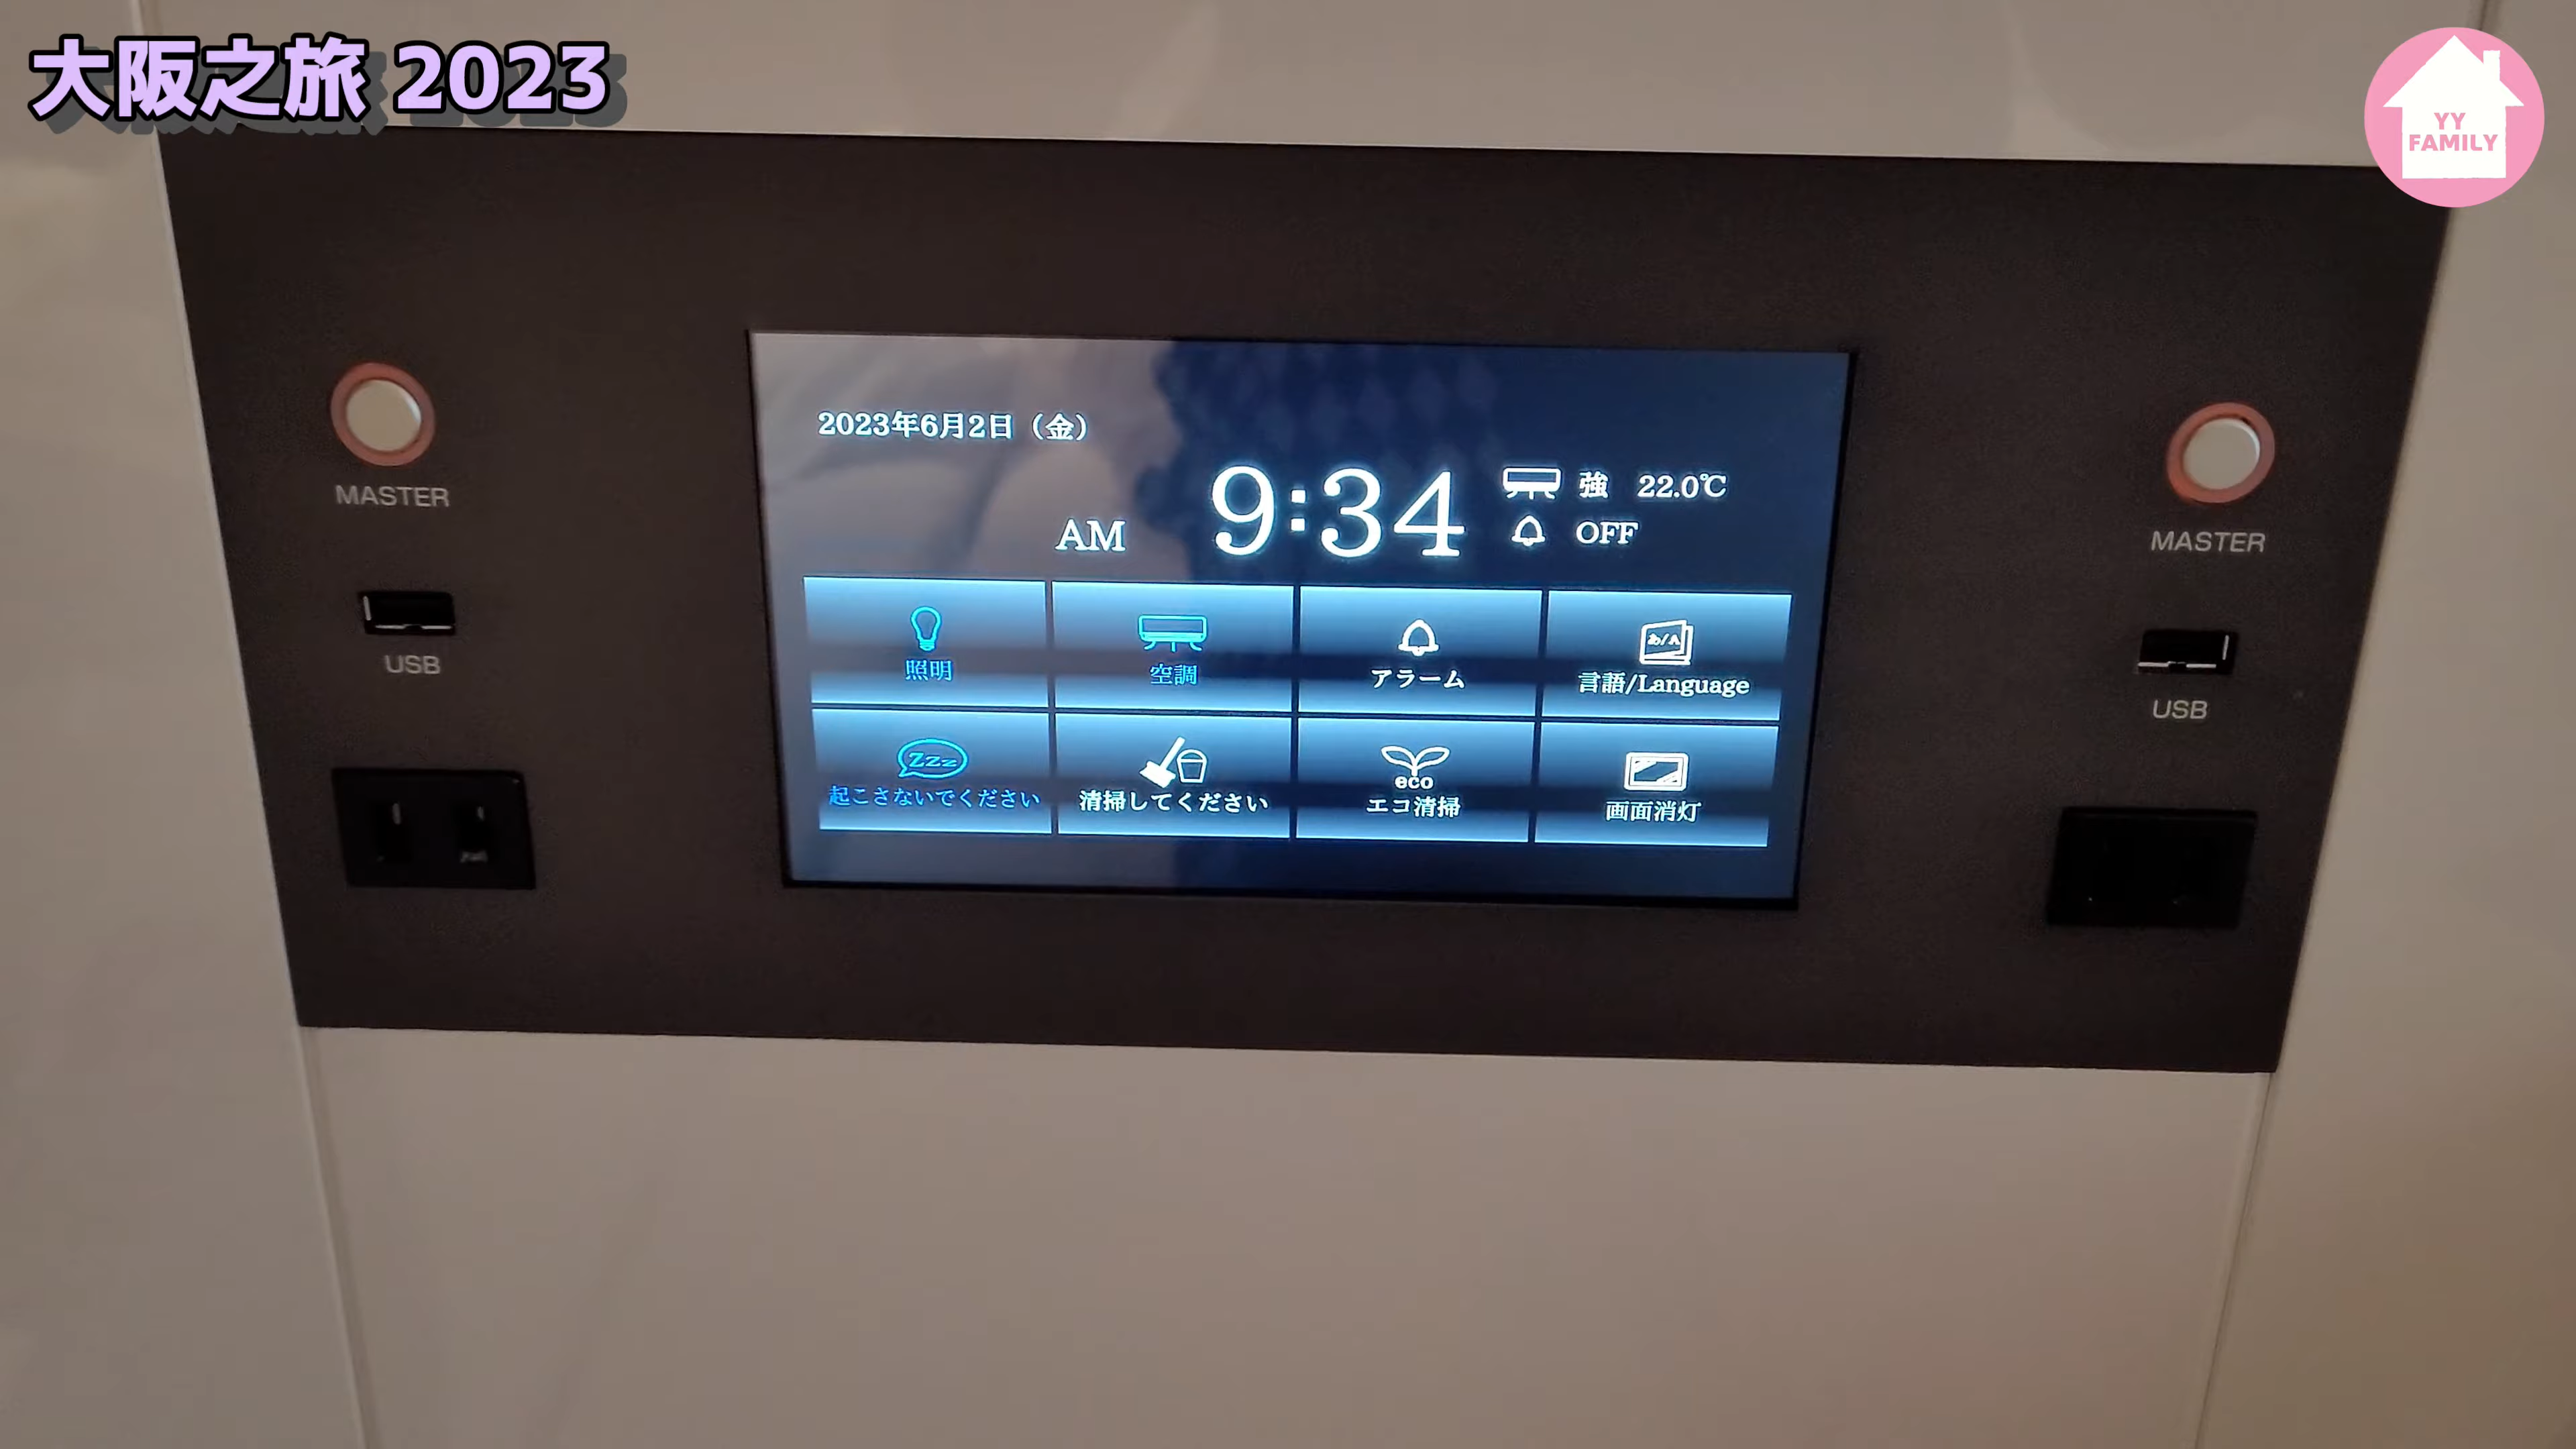 大阪之旅 2023
YY
FAMILY
2023年6月2日（金）
AM 9:34
強 22.0℃
OFF
MASTER
USB
MASTER
USB
照明
空調
アラーム
あ/A
言語/Language
Zzz
起こさないでください
清掃してください
eco
エコ清掃
画面消灯